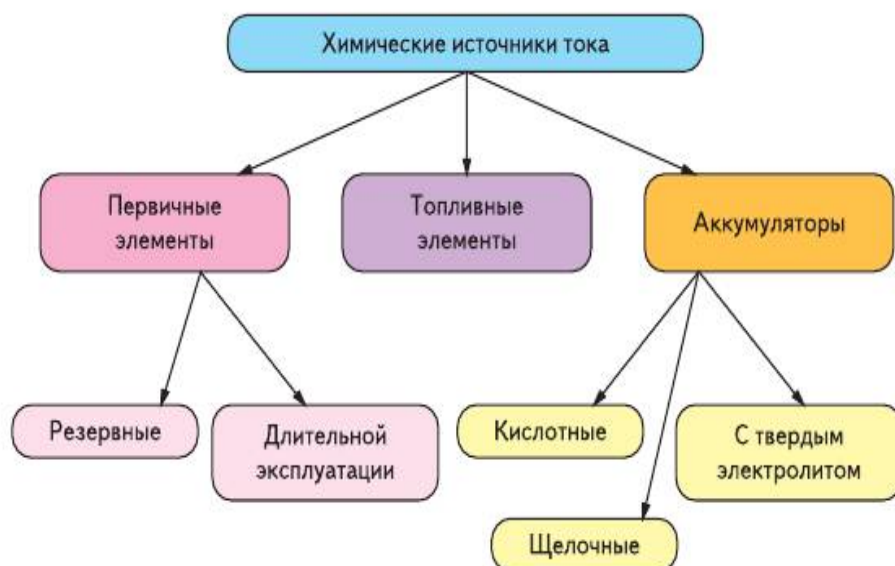 Химические источники тока
Первичные
элементы
Топливные
элементы
Аккумуляторы
Резервные
Длительной
эксплуатации
Кислотные
С твердым
электролитом
Щелочные